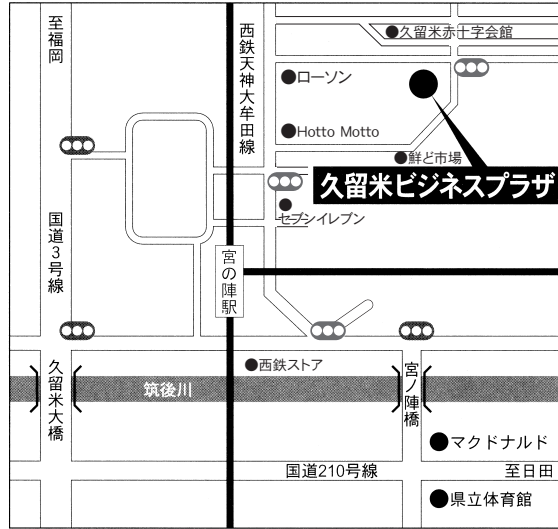 至福岡
西鉄天神大牟田線
久留米赤十字会館
ローソン
Hotto Motto
鮮ど市場
久留米ビジネスプラザ
セブンイレブン
国道3号線
宮の陣駅
西鉄ストア
久留米大橋
筑後川
宮ノ陣橋
マクドナルド
国道210号線
至日田
県立体育館